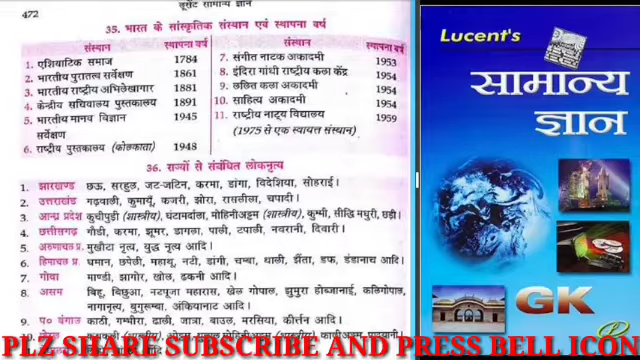 472
लूसेंट सामान्य ज्ञान
35. भारत के सांस्कृतिक संस्थान एवं स्थापना वर्ष
संस्थान स्थापना वर्ष
1. एशियाटिक समाज 1784
2. भारतीय पुरातत्व सर्वेक्षण 1861
3. भारतीय राष्ट्रीय अभिलेखागार 1881
4. केन्द्रीय सचिवालय पुस्तकालय 1891
5. भारतीय मानव विज्ञान 1945
सर्वेक्षण
6. राष्ट्रीय पुस्तकालय (कोलकाता) 1948
संस्थान स्थापना वर्ष
7. संगीत नाटक अकादमी 1953
8. इंदिरा गांधी राष्ट्रीय कला केंद्र 1954
9. ललित कला अकादमी 1954
10. साहित्य अकादमी 1954
11. राष्ट्रीय नाट्य विद्यालय 1959
(1975 से एक स्वायत्त संस्थान)
36. राज्यों से संबंधित लोकनृत्य
1. झारखण्ड छऊ, सरहुल, जट-जटिन, करमा, डांगा, विदेशिया, सोहराई।
2. उत्तराखंड गढ़वाली, कुमायूँ, कजरी, झोरा, रासलीला, चपादी।
3. आन्ध्र प्रदेश कुचीपुड़ी (शास्त्रीय), घंटामर्दाला, मोहिनीअट्टम (शास्त्रीय), कुम्मी, सीद्धि मधुरी, छड़ी।
4. छत्तीसगढ़ गौडी, करमा, झूमर, डागला, पाली, टपाली, नवरानी, दिवारी।
5. अरुणाचल प्र. मुखौटा नृत्य, युद्ध नृत्य आदि।
6. हिमाचल प्र. धमान, छपेली, महाथू, नटी, डांगी, चम्बा, थाली, झैंता, डफ, डंडानाच आदि।
7. गोवा माण्डी, झागोर, खोल, ढकनी आदि।
8. असम बिहू, बिछुआ, नटपूजा महारास, खेल गोपाल, झुमुरा होब्जानाई, कलिगोपाल,
नागानृत्य, बुगुरूम्बा, अंकियानाट आदि।
9. प० बंगाल काठी, गम्भीरा, ढाली, जात्रा, बाउल, मरसिया, कीर्तन आदि।
Lucent's
सामान्य
ज्ञान
GK
PLZ SHARE SUBSCRIBE AND PRESS BELL ICON